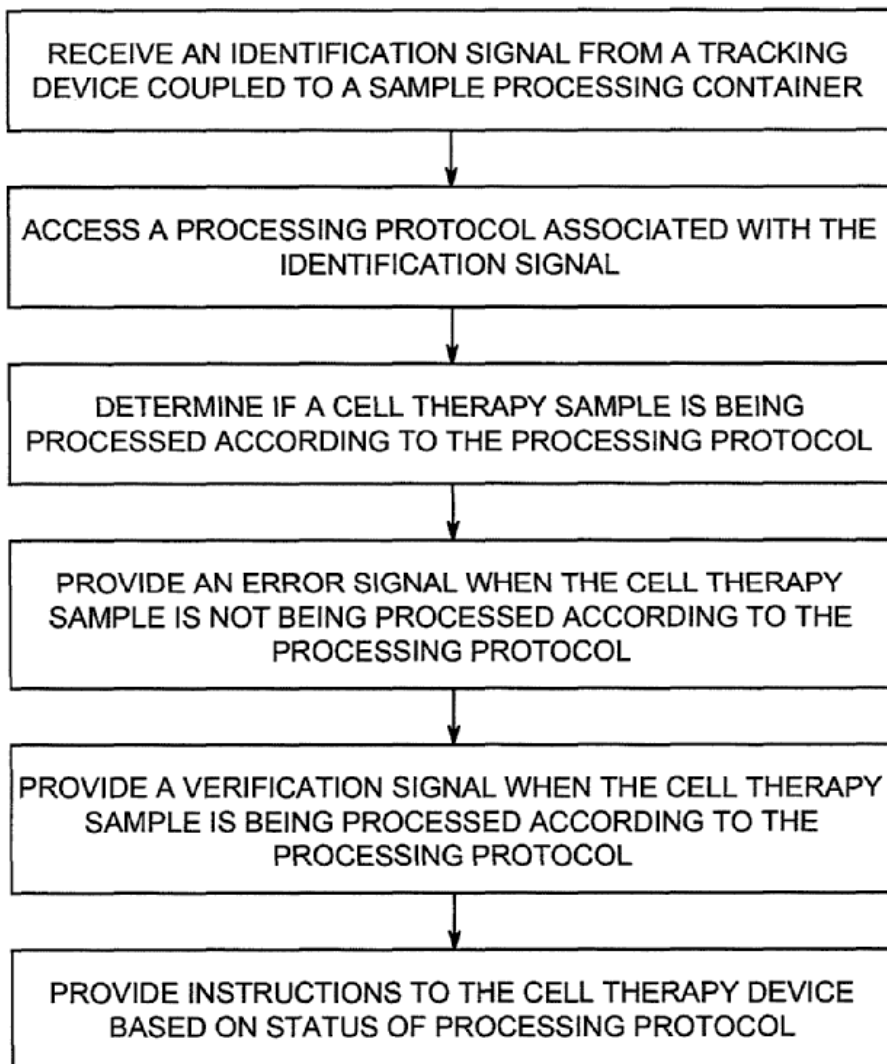 RECEIVE AN IDENTIFICATION SIGNAL FROM A TRACKING
DEVICE COUPLED TO A SAMPLE PROCESSING CONTAINER
ACCESS A PROCESSING PROTOCOL ASSOCIATED WITH THE
IDENTIFICATION SIGNAL
DETERMINE IF A CELL THERAPY SAMPLE IS BEING
PROCESSED ACCORDING TO THE PROCESSING PROTOCOL
PROVIDE AN ERROR SIGNAL WHEN THE CELL THERAPY
SAMPLE IS NOT BEING PROCESSED ACCORDING TO THE
PROCESSING PROTOCOL
PROVIDE A VERIFICATION SIGNAL WHEN THE CELL THERAPY
SAMPLE IS BEING PROCESSED ACCORDING TO THE
PROCESSING PROTOCOL
PROVIDE INSTRUCTIONS TO THE CELL THERAPY DEVICE
BASED ON STATUS OF PROCESSING PROTOCOL